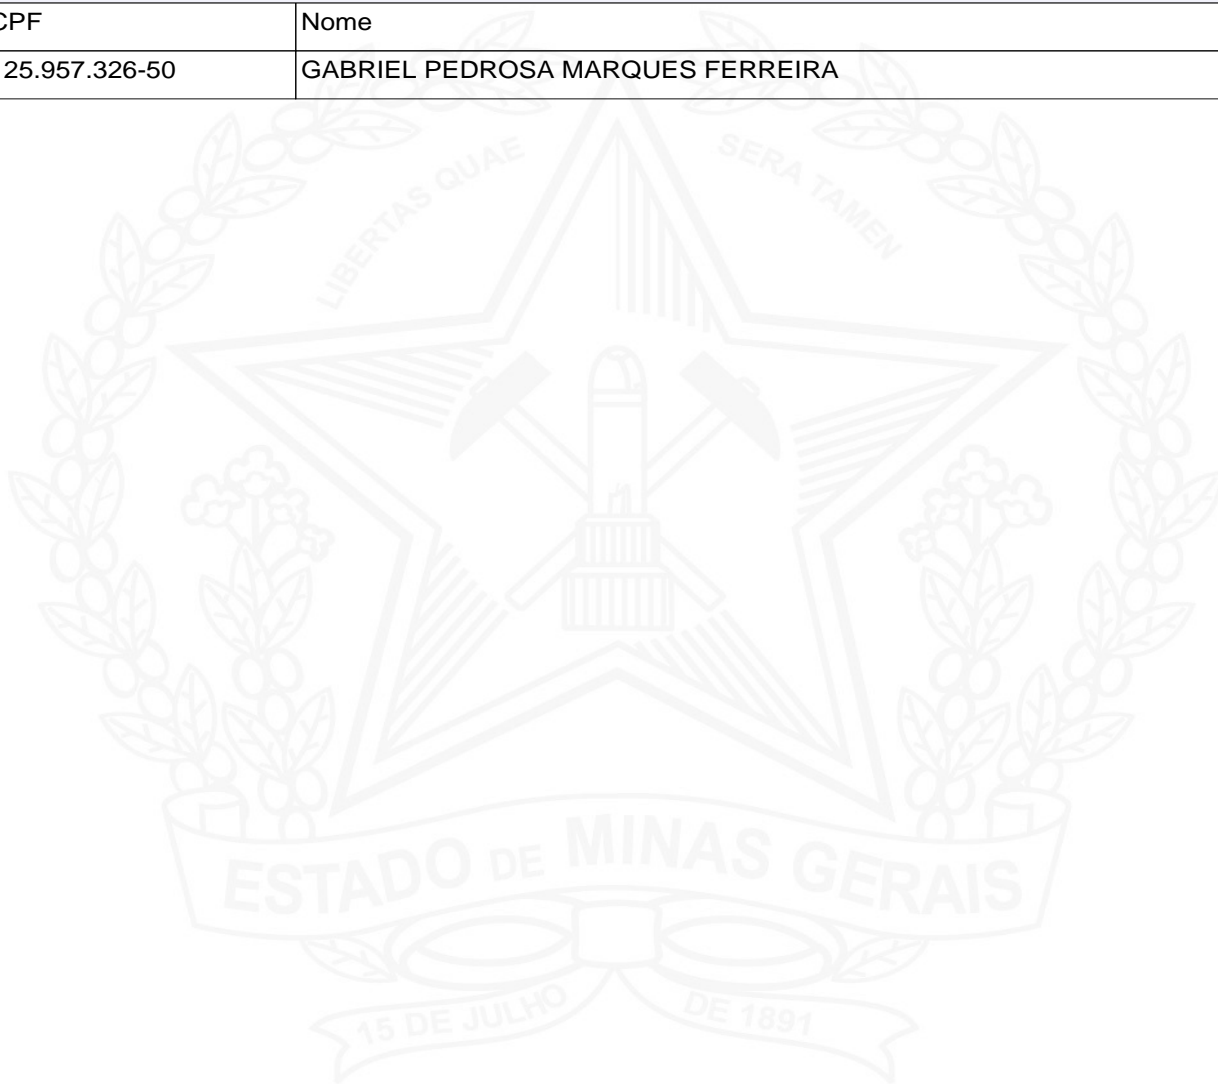 CPF Nome
25.957.326-50 GABRIEL PEDROSA MARQUES FERREIRA
LIBERTAS QUAE SERA TAMEN
ESTADO DE MINAS GERAIS
15 DE JULHO DE 1891